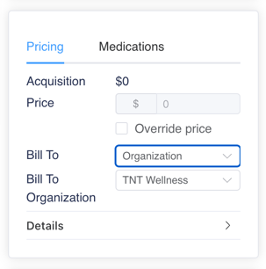 Pricing Medications
Acquisition $0
Price $ 0
Override price
Bill To Organization
Bill To TNT Wellness
Organization
Details